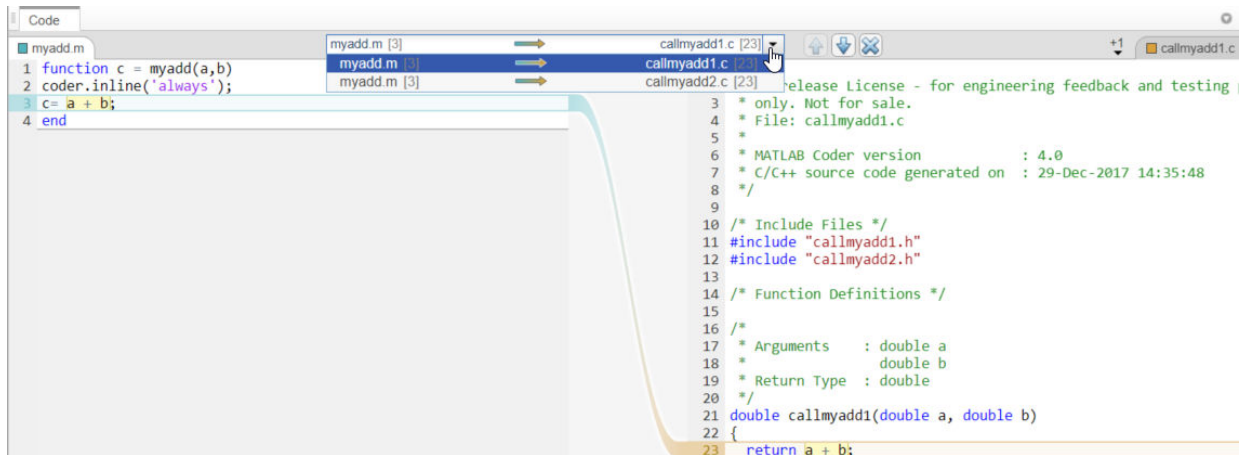 Code
myadd.m
myadd.m [3] callmyadd1.c [23]
myadd.m [3] callmyadd1.c [23]
myadd.m [3] callmyadd2.c [23]
+1
callmyadd1.c
1 function c = myadd(a,b)
2 coder.inline('always');
3 c= a + b;
4 end
elease License - for engineering feedback and testing
3 * only. Not for sale.
4 * File: callmyadd1.c
5 *
6 * MATLAB Coder version : 4.0
7 * C/C++ source code generated on : 29-Dec-2017 14:35:48
8 */
9
10 /* Include Files */
11 #include "callmyadd1.h"
12 #include "callmyadd2.h"
13
14 /* Function Definitions */
15
16 /*
17 * Arguments : double a
18 * double b
19 * Return Type : double
20 */
21 double callmyadd1(double a, double b)
22 {
23 return a + b;